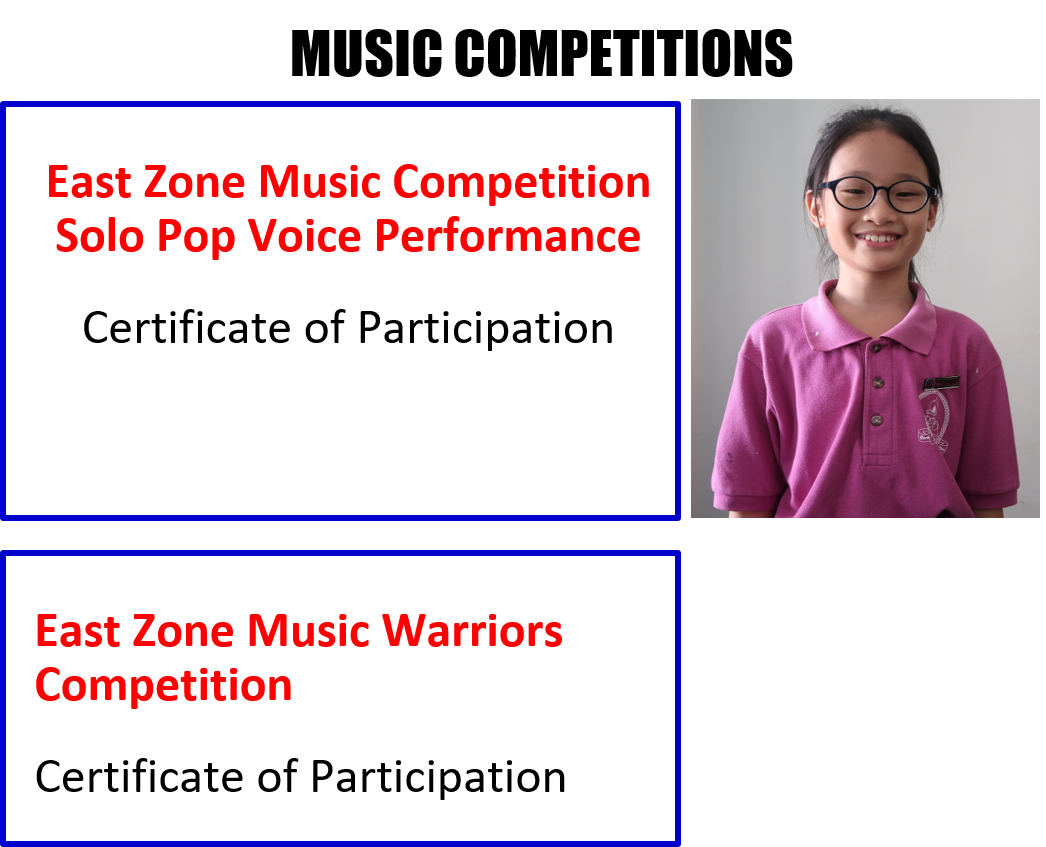 MUSIC COMPETITIONS
East Zone Music Competition
Solo Pop Voice Performance
Certificate of Participation
East Zone Music Warriors
Competition
Certificate of Participation